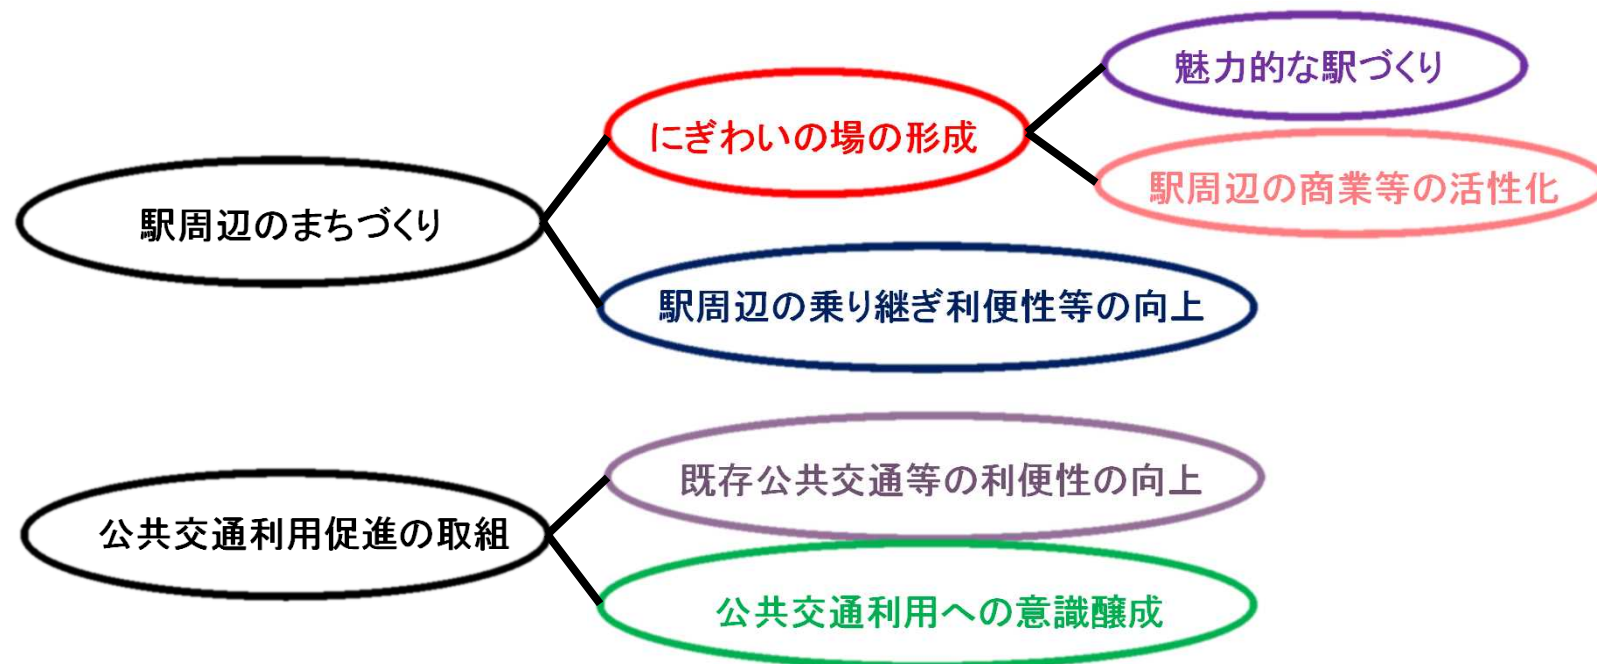 魅力的な駅づくり
にぎわいの場の形成
駅周辺の商業等の活性化
駅周辺のまちづくり
駅周辺の乗り継ぎ利便性等の向上
既存公共交通等の利便性の向上
公共交通利用促進の取組
公共交通利用への意識醸成